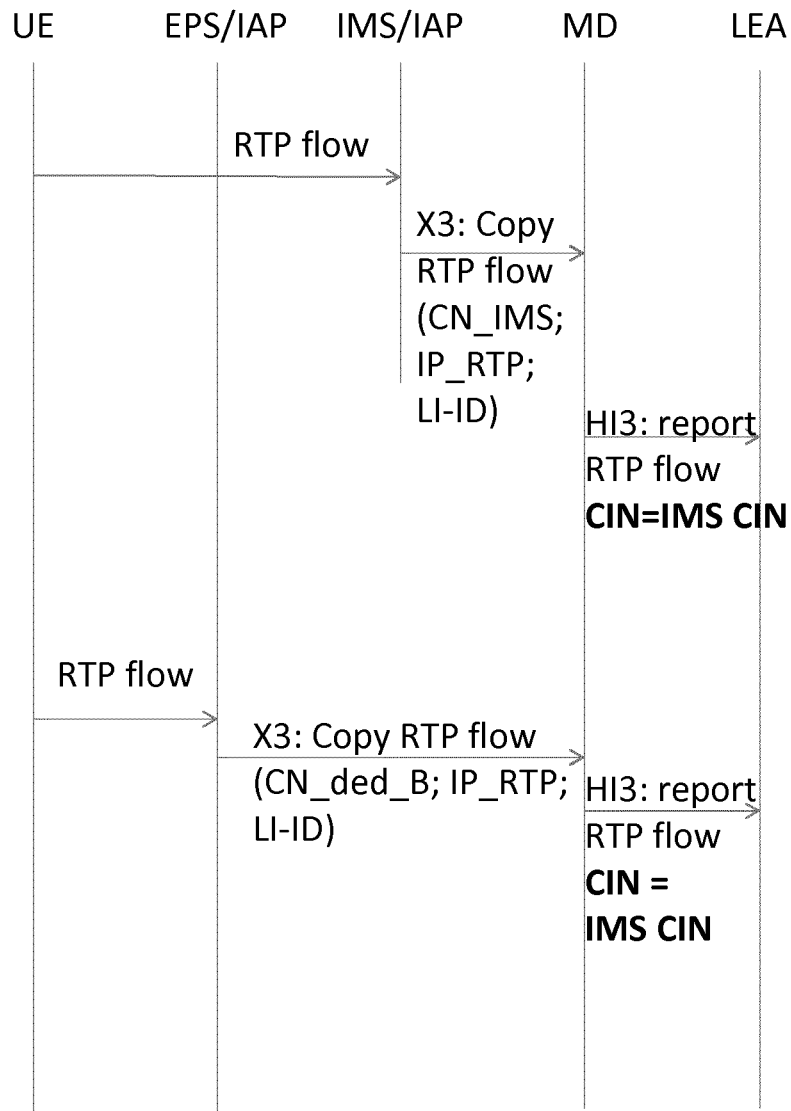 UE EPS/IAP IMS/IAP MD LEA
RTP flow
X3: Copy
RTP flow
(CN_IMS;
IP_RTP;
LI-ID)
HI3: report
RTP flow
CIN=IMS CIN
RTP flow
X3: Copy RTP flow
(CN_ded_B; IP_RTP;
LI-ID)
HI3: report
RTP flow
CIN =
IMS CIN